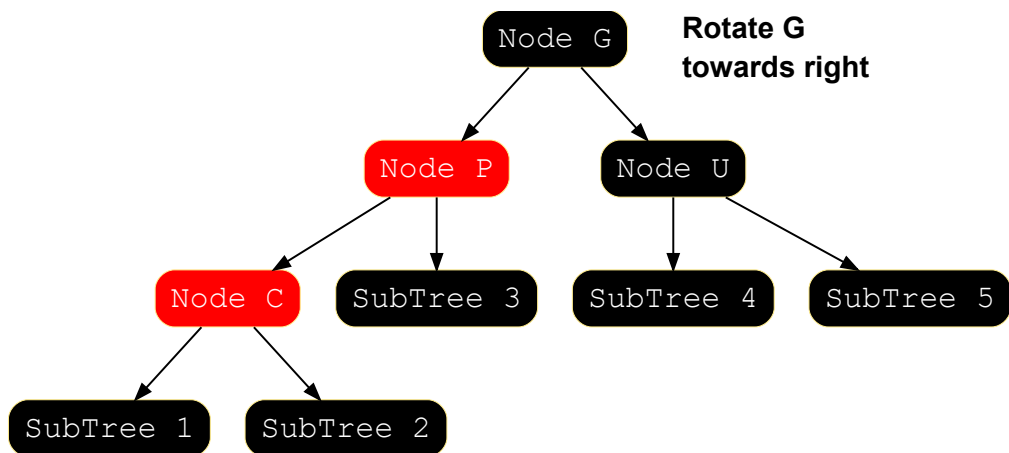 Node G
Rotate G
towards right
Node P
Node U
Node C
SubTree 3
SubTree 4
SubTree 5
SubTree 1
SubTree 2